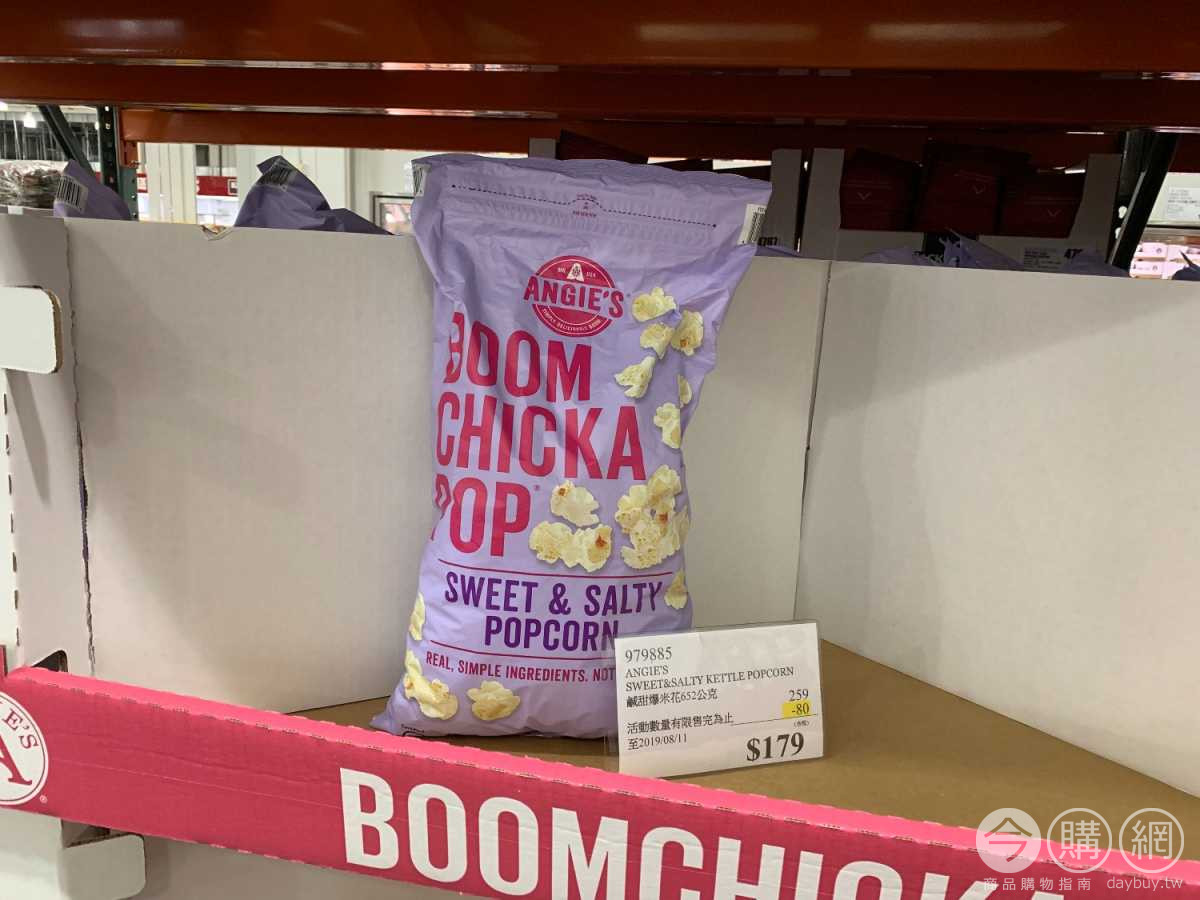 ANGIE'S
SIMPLY DELICIOUS
BOOM
CHICKA
POP
SWEET & SALTY
POPCORN
REAL, SIMPLE INGREDIENTS. NOT
979885
ANGIE'S
SWEET&SALTY KETTLE POPCORN
鹹甜爆米花652公克
259
-80
活動數量有限售完為止
至2019/08/11
$179
BOOMCHICKA
今購網
商品購物指南 daybuy.tw